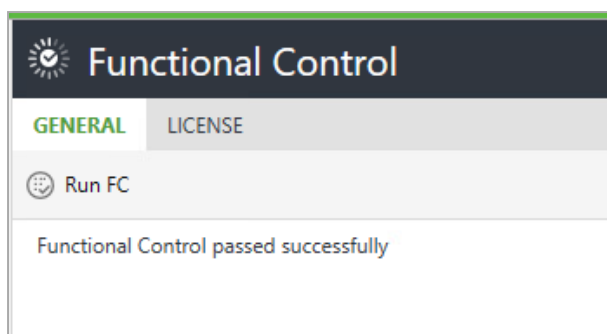 Functional Control
GENERAL LICENSE
Run FC
Functional Control passed successfully